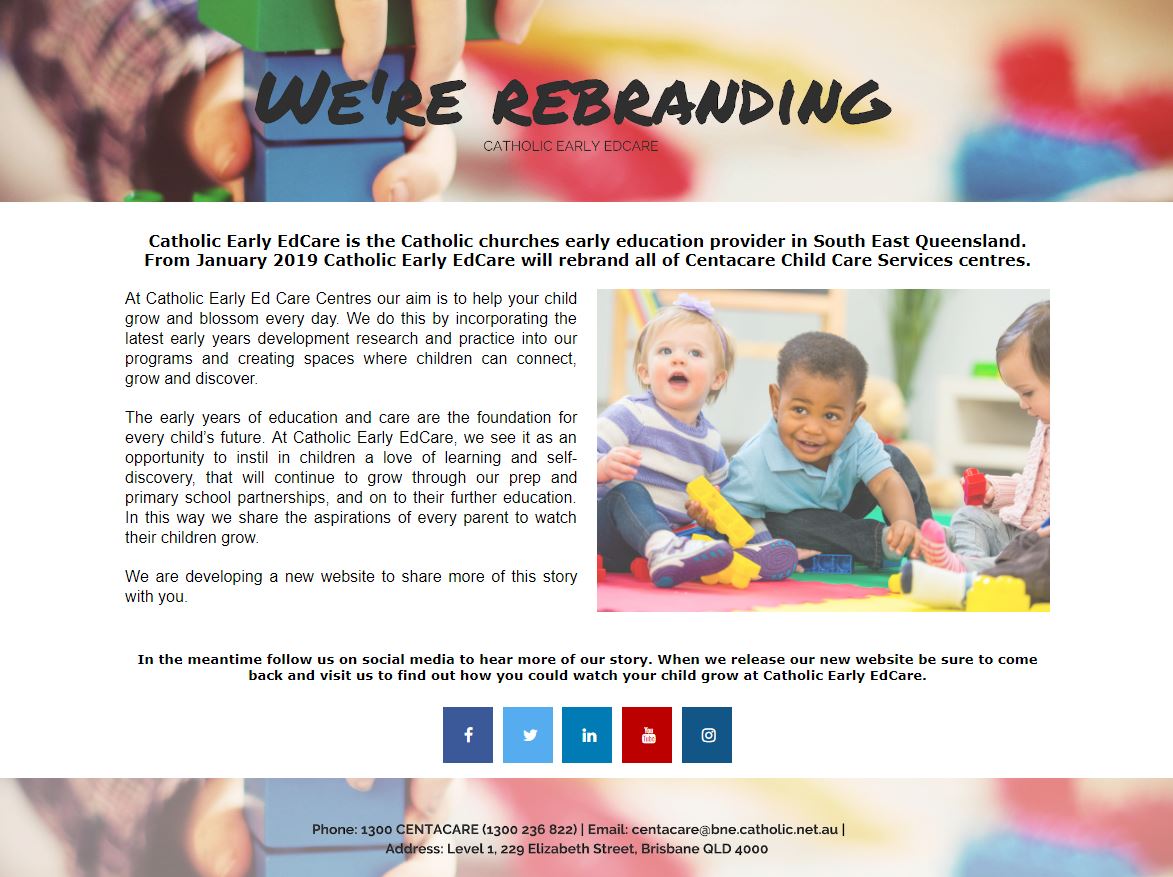 WE'RE REBRANDING
CATHOLIC EARLY EDCARE
Catholic Early EdCare is the Catholic churches early education provider in South East Queensland.
From January 2019 Catholic Early EdCare will rebrand all of Centacare Child Care Services centres.
At Catholic Early Ed Care Centres our aim is to help your child
grow and blossom every day. We do this by incorporating the
latest early years development research and practice into our
programs and creating spaces where children can connect,
grow and discover.
The early years of education and care are the foundation for
every child's future. At Catholic Early EdCare, we see it as an
opportunity to instil in children a love of learning and self-
discovery, that will continue to grow through our prep and
primary school partnerships, and on to their further education.
In this way we share the aspirations of every parent to watch
their children grow.
We are developing a new website to share more of this story
with you.
In the meantime follow us on social media to hear more of our story. When we release our new website be sure to come
back and visit us to find out how you could watch your child grow at Catholic Early EdCare.
f
in
You
Tube
Phone: 1300 CENTACARE (1300 236 822) | Email: centacare@bne.catholic.net.au |
Address: Level 1, 229 Elizabeth Street, Brisbane QLD 4000